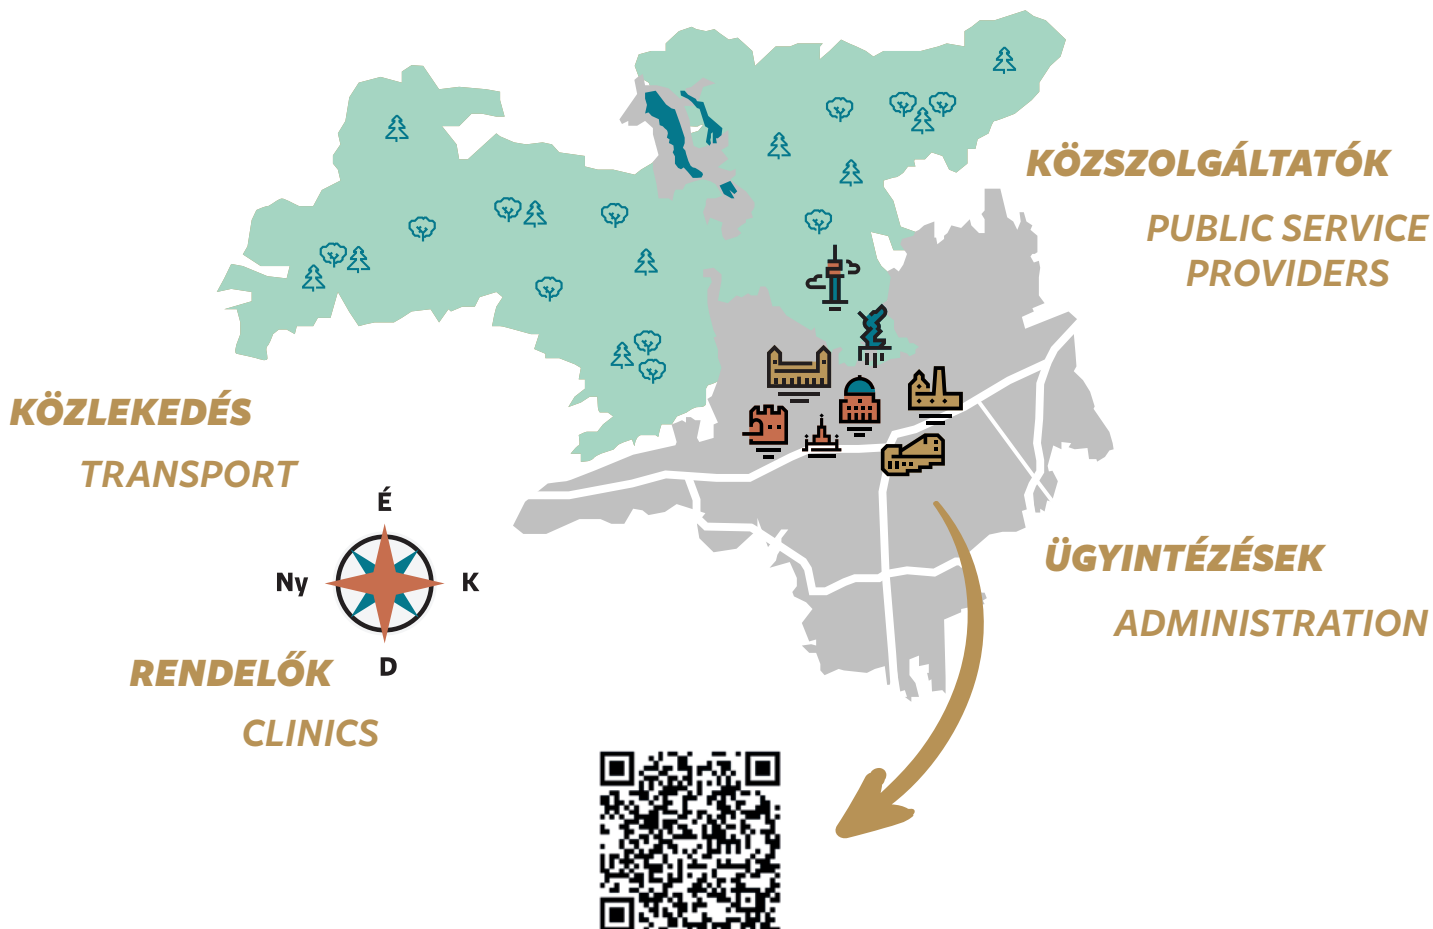 KÖZSZOLGÁLTATÓK
PUBLIC SERVICE
PROVIDERS
KÖZLEKEDÉS
TRANSPORT
É
Ny
K
D
ÜGYINTÉZÉSEK
ADMINISTRATION
RENDELŐK
CLINICS